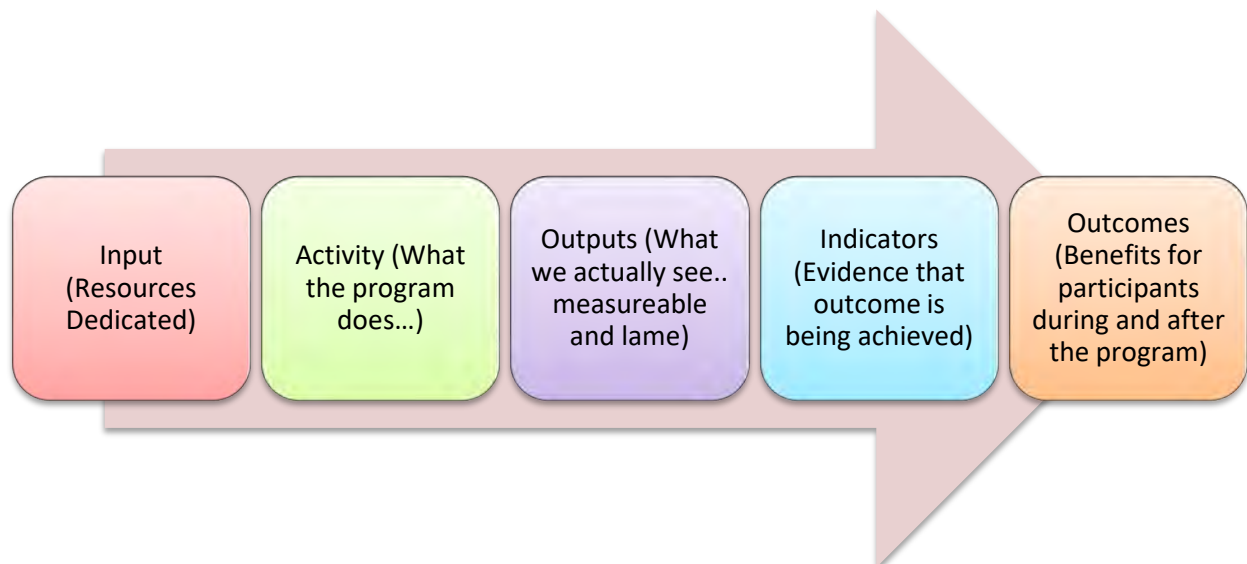 Input
(Resources
Dedicated)
Activity (What
the program
does…)
Outputs (What
we actually see..
measureable
and lame)
Indicators
(Evidence that
outcome is
being achieved)
Outcomes
(Benefits for
participants
during and after
the program)